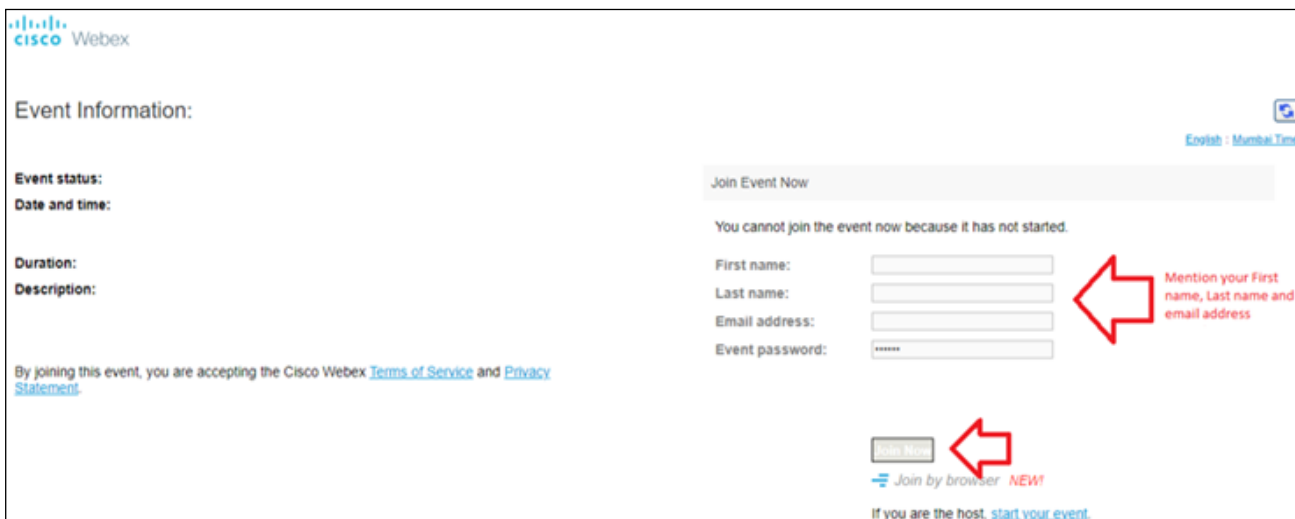 CISCO Webex
Event Information:
English : Mumbai Time
Event status:
Date and time:
Duration:
Description:
By joining this event, you are accepting the Cisco Webex Terms of Service and Privacy
Statement.
Join Event Now
You cannot join the event now because it has not started.
First name:
Last name:
Email address:
Event password:
••••••
Mention your First
name, Last name and
email address
Join Now
Join by browser NEW!
If you are the host, start your event.